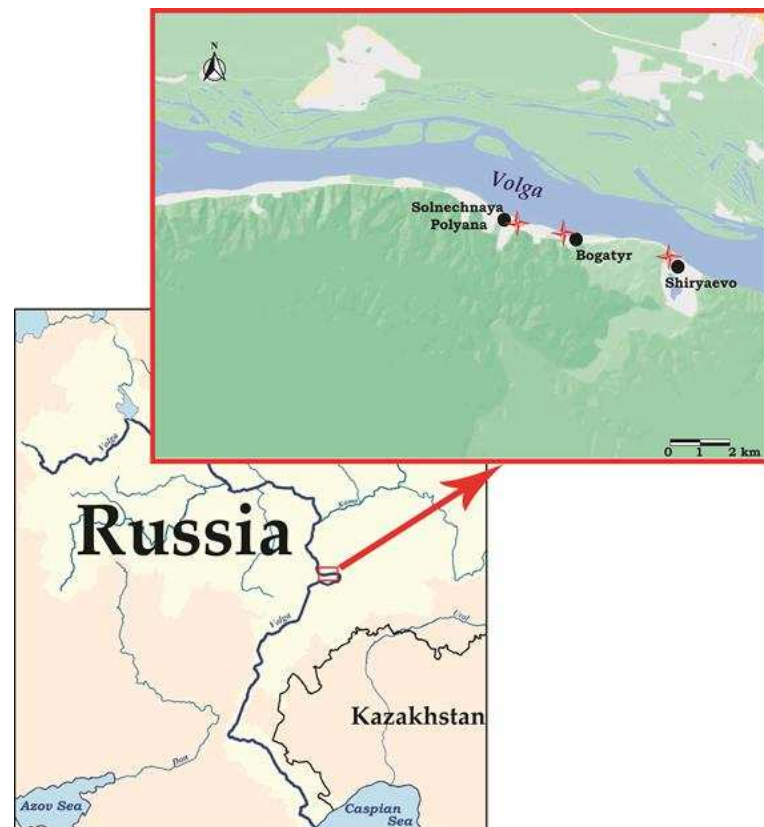 N
Volga
Solnechnaya
Polyana
Bogatyr
Shiryaevo
0 1 2 km
Volga
Kama
Russia
Volga
Ural
Kazakhstan
Don
Azov Sea
Caspian
Sea